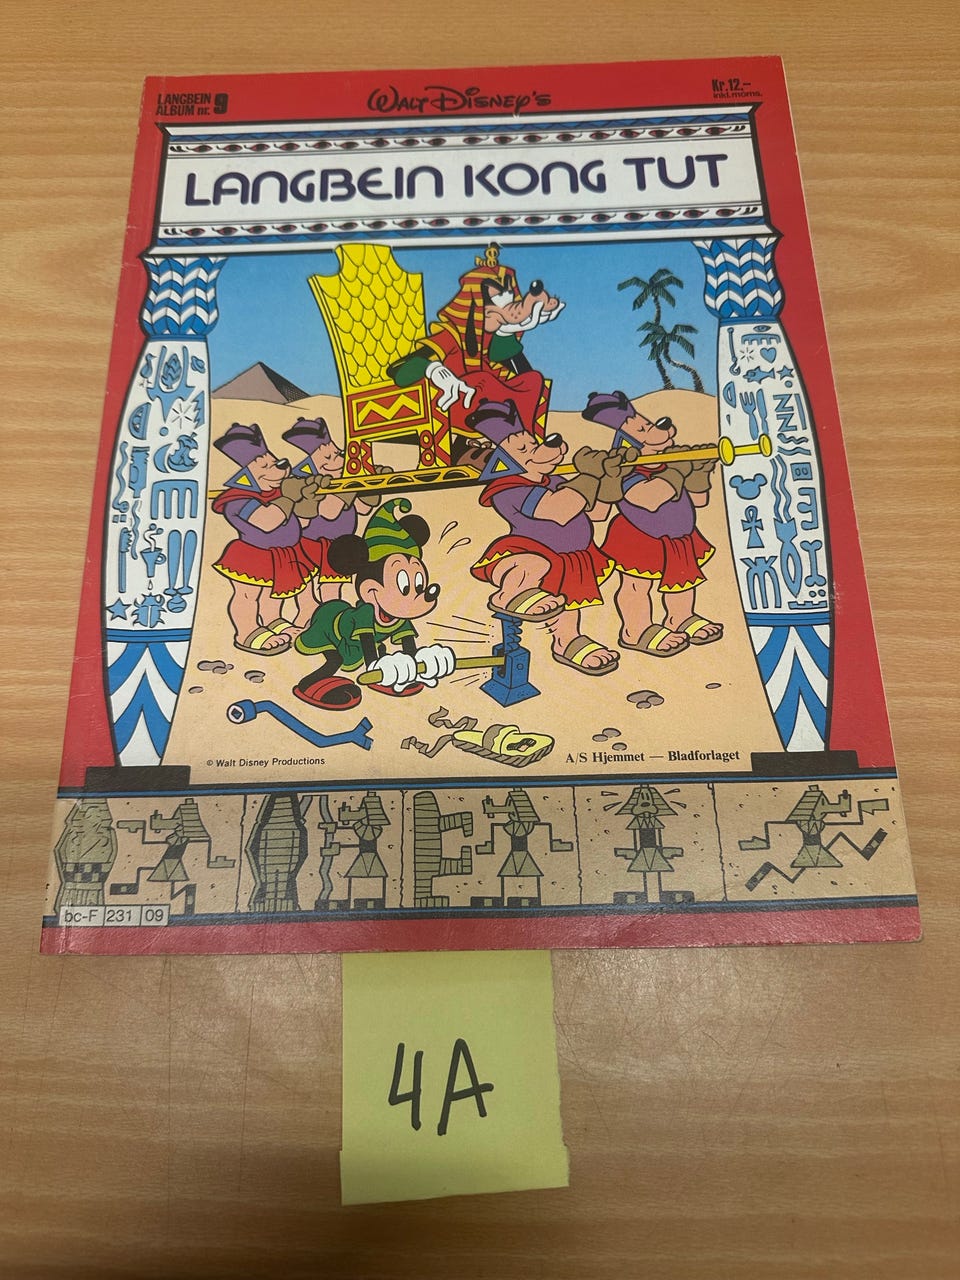 LANGBEIN
ALBUM nr. 9
WALT DISNEY'S
Kr. 12.–
inkl. moms.
LANGBEIN KONG TUT
© Walt Disney Productions
A/S Hjemmet — Bladforlaget
bc-F 231 09
4A